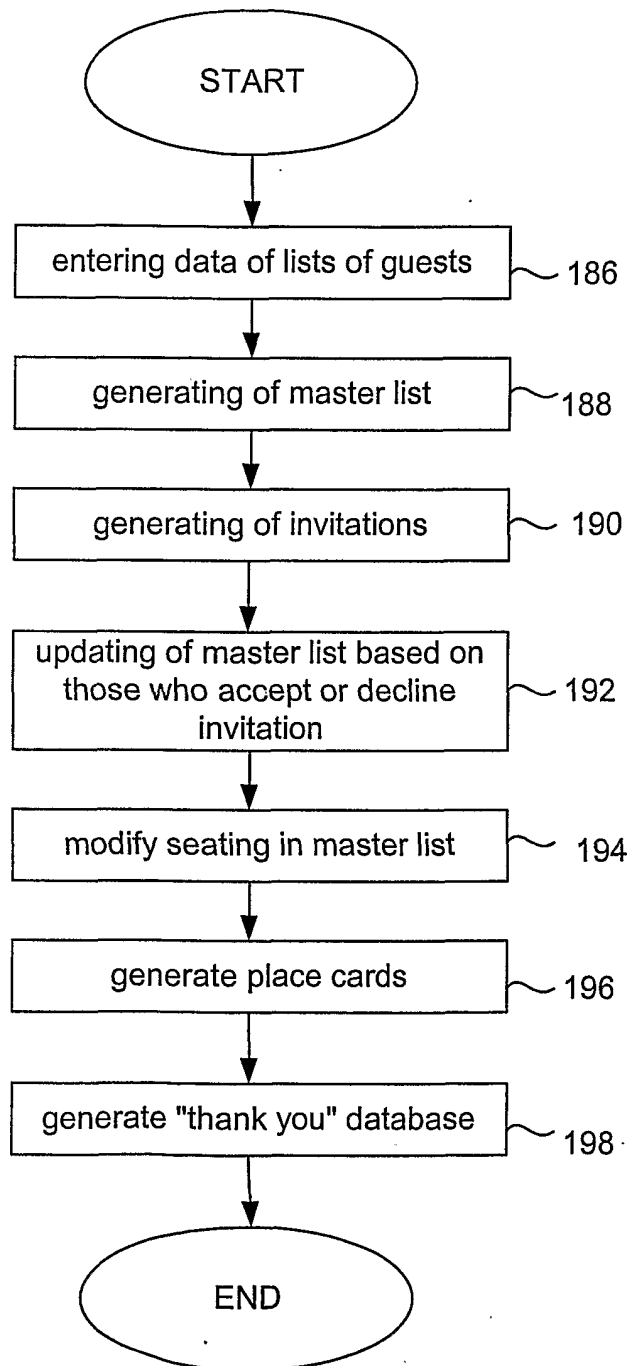 START
entering data of lists of guests
186
generating of master list
188
generating of invitations
190
updating of master list based on
those who accept or decline
invitation
192
modify seating in master list
194
generate place cards
196
generate "thank you" database
198
END